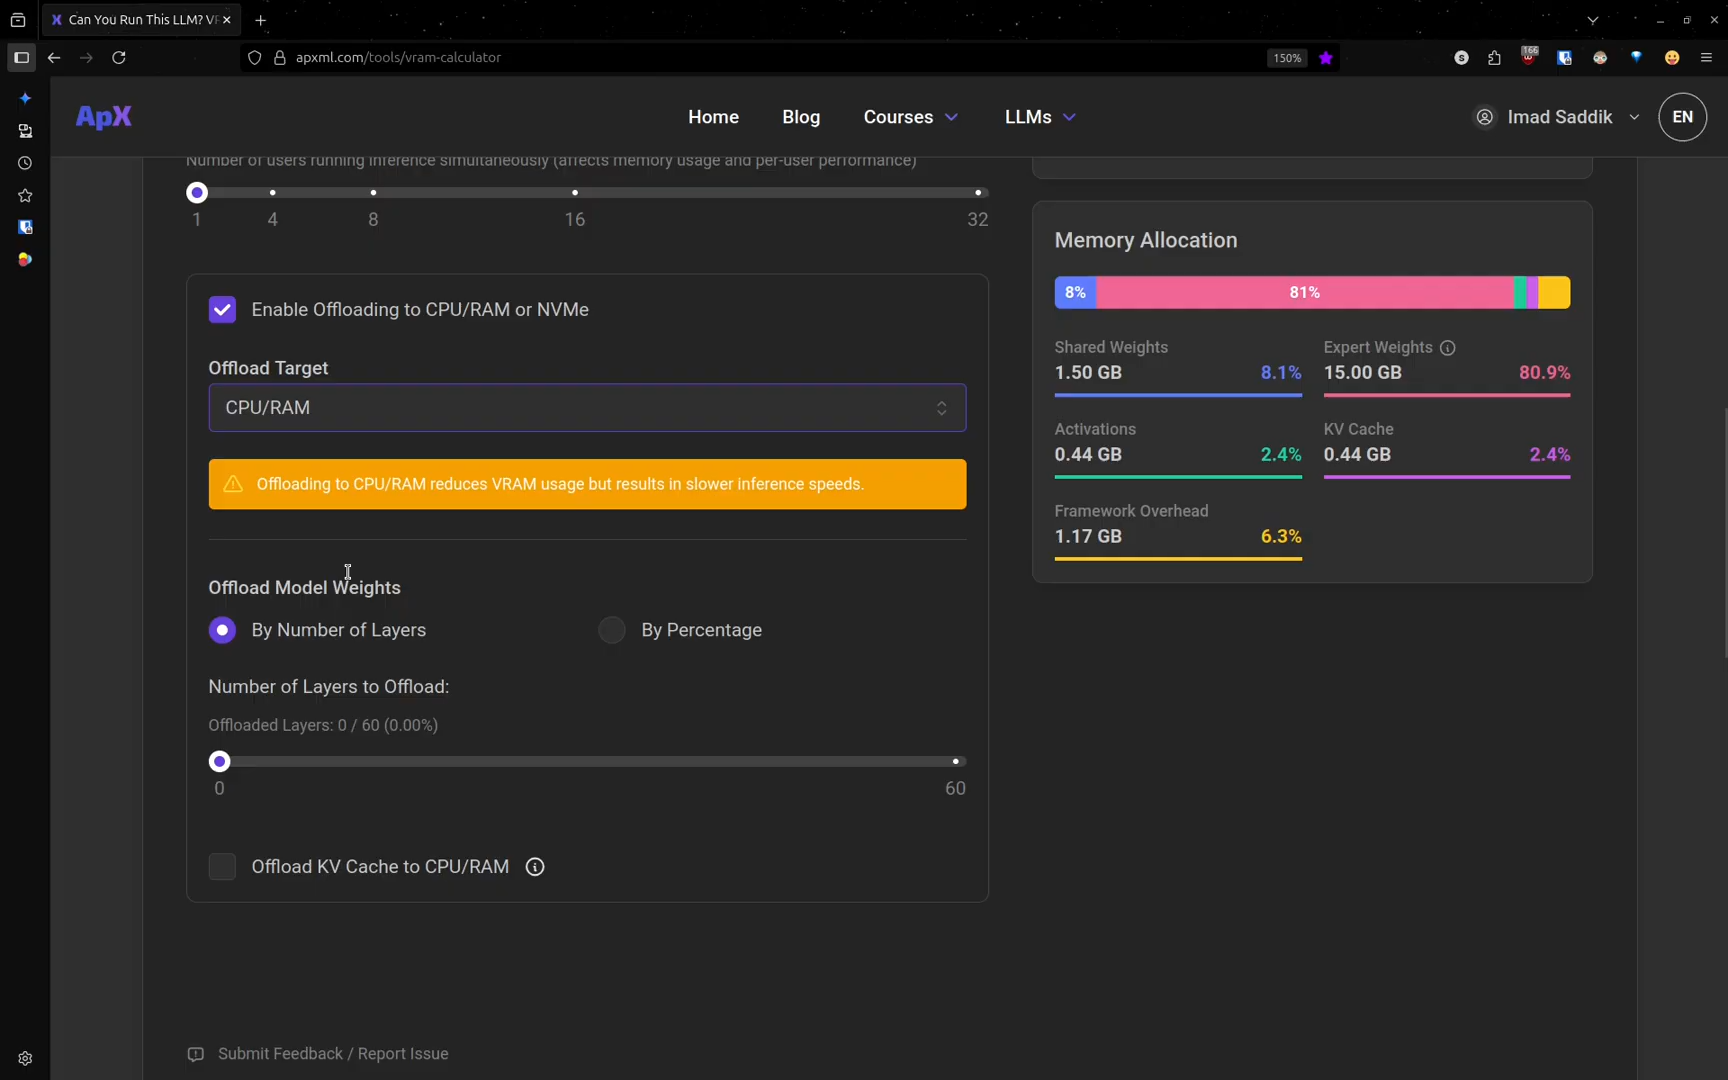 Can You Run This LLM? VR
apxml.com/tools/vram-calculator
150%
166
ApX
Home
Blog
Courses
LLMs
Imad Saddik
EN
Number of users running inference simultaneously (affects memory usage and per-user performance)
1
4
8
16
32
Enable Offloading to CPU/RAM or NVMe
Offload Target
CPU/RAM
Offloading to CPU/RAM reduces VRAM usage but results in slower inference speeds.
Offload Model Weights
By Number of Layers
By Percentage
Number of Layers to Offload:
Offloaded Layers: 0 / 60 (0.00%)
0
60
Offload KV Cache to CPU/RAM
Submit Feedback / Report Issue
Memory Allocation
8%
81%
Shared Weights
1.50 GB
8.1%
Expert Weights
15.00 GB
80.9%
Activations
0.44 GB
2.4%
KV Cache
0.44 GB
2.4%
Framework Overhead
1.17 GB
6.3%